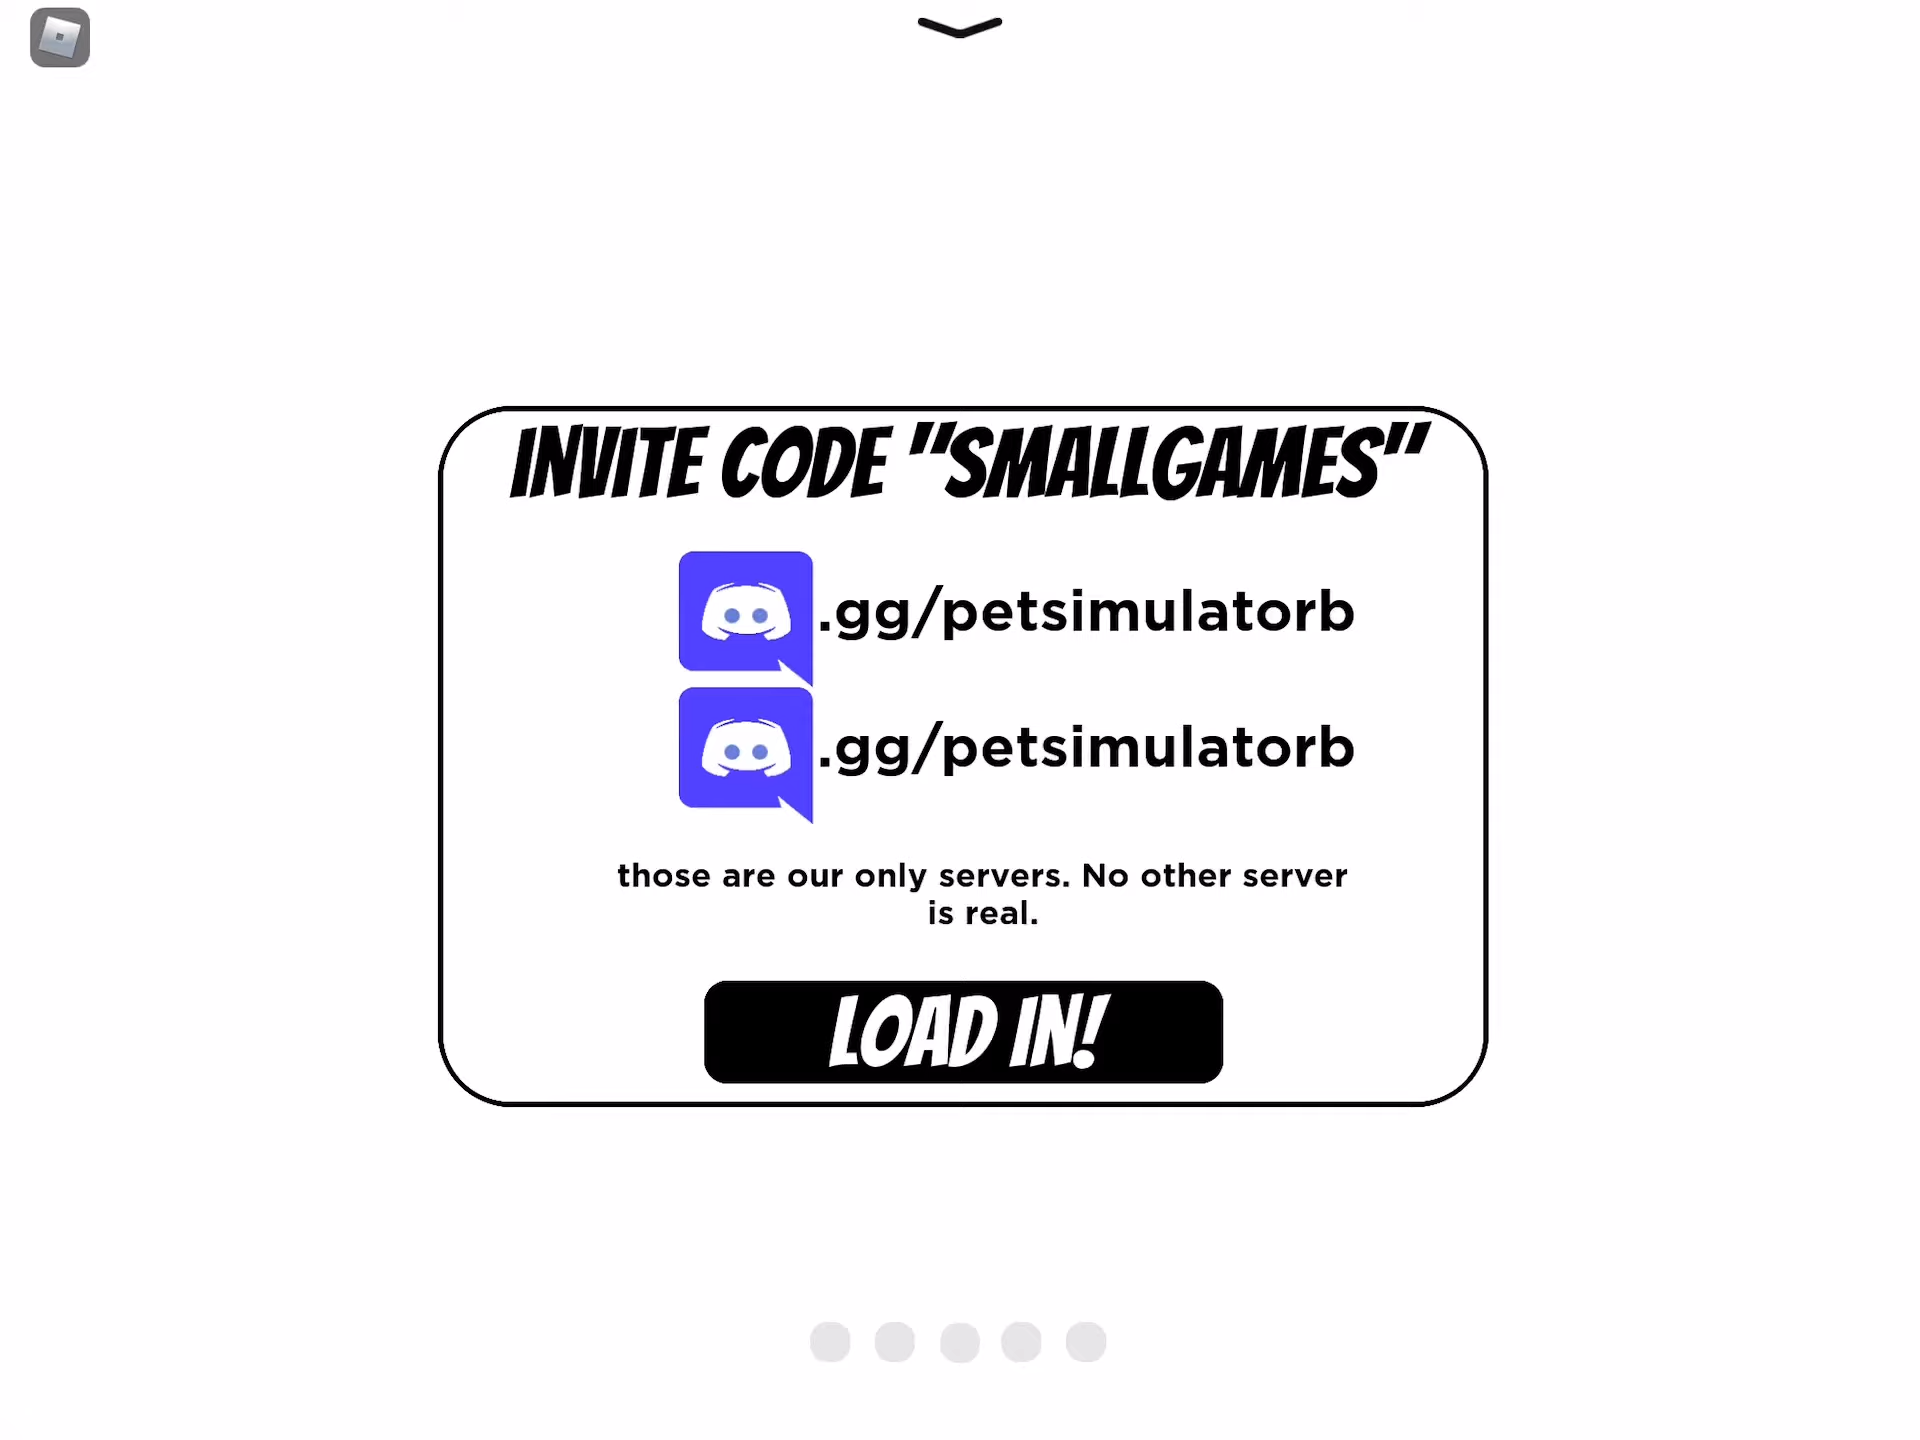 INVITE CODE "SMALLGAMES"
.gg/petsimulatorb
.gg/petsimulatorb
those are our only servers. No other server
is real.
LOAD IN!